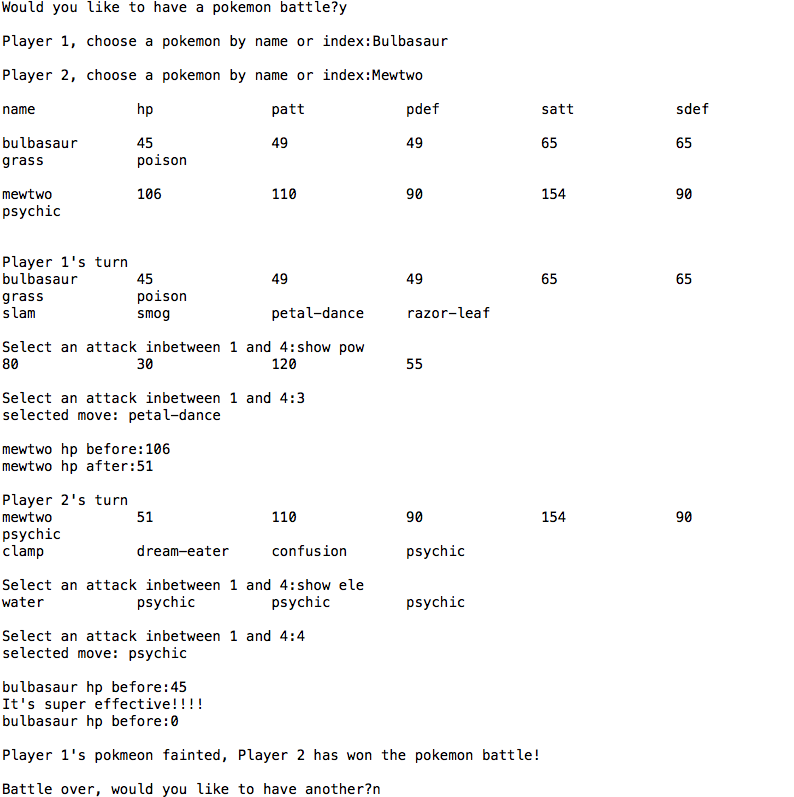 Would you like to have a pokemon battle?y
Player 1, choose a pokemon by name or index:Bulbasaur
Player 2, choose a pokemon by name or index:Mewtwo
name hp patt pdef satt sdef
bulbasaur 45 49 49 65 65
grass poison
mewtwo 106 110 90 154 90
psychic
Player 1's turn
bulbasaur 45 49 49 65 65
grass poison
slam smog petal-dance razor-leaf
Select an attack inbetween 1 and 4:show pow
80 30 120 55
Select an attack inbetween 1 and 4:3
selected move: petal-dance
mewtwo hp before:106
mewtwo hp after:51
Player 2's turn
mewtwo 51 110 90 154 90
psychic
clamp dream-eater confusion psychic
Select an attack inbetween 1 and 4:show ele
water psychic psychic psychic
Select an attack inbetween 1 and 4:4
selected move: psychic
bulbasaur hp before:45
It's super effective!!!!
bulbasaur hp before:0
Player 1's pokmeon fainted, Player 2 has won the pokemon battle!
Battle over, would you like to have another?n